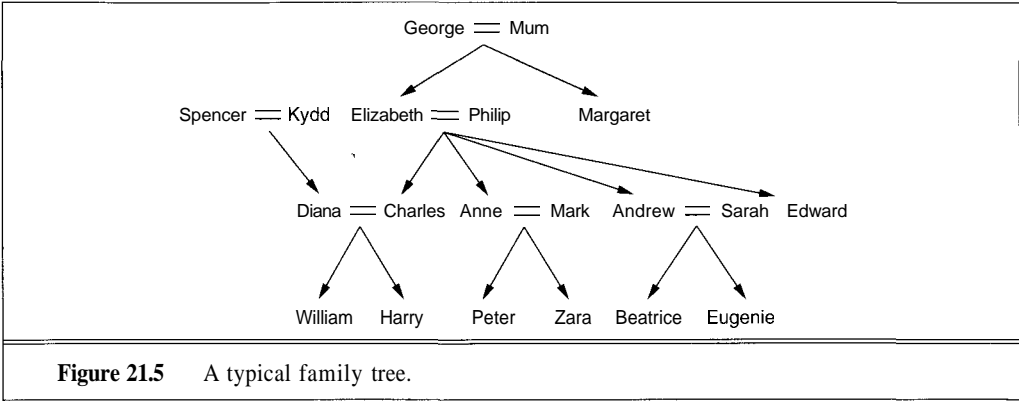 George = Mum
Spencer = Kydd Elizabeth = Philip Margaret
Diana = Charles Anne = Mark Andrew = Sarah Edward
William Harry Peter Zara Beatrice Eugenie
Figure 21.5 A typical family tree.